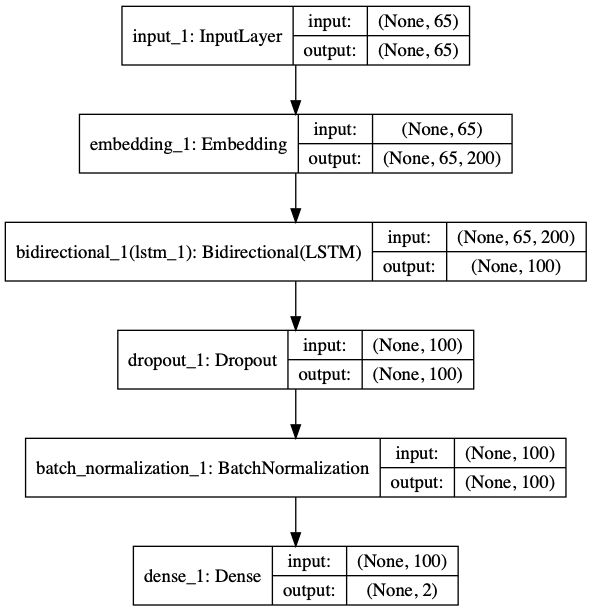 input_1: InputLayer
input: (None, 65)
output: (None, 65)
embedding_1: Embedding
input: (None, 65)
output: (None, 65, 200)
bidirectional_1(lstm_1): Bidirectional(LSTM)
input: (None, 65, 200)
output: (None, 100)
dropout_1: Dropout
input: (None, 100)
output: (None, 100)
batch_normalization_1: BatchNormalization
input: (None, 100)
output: (None, 100)
dense_1: Dense
input: (None, 100)
output: (None, 2)